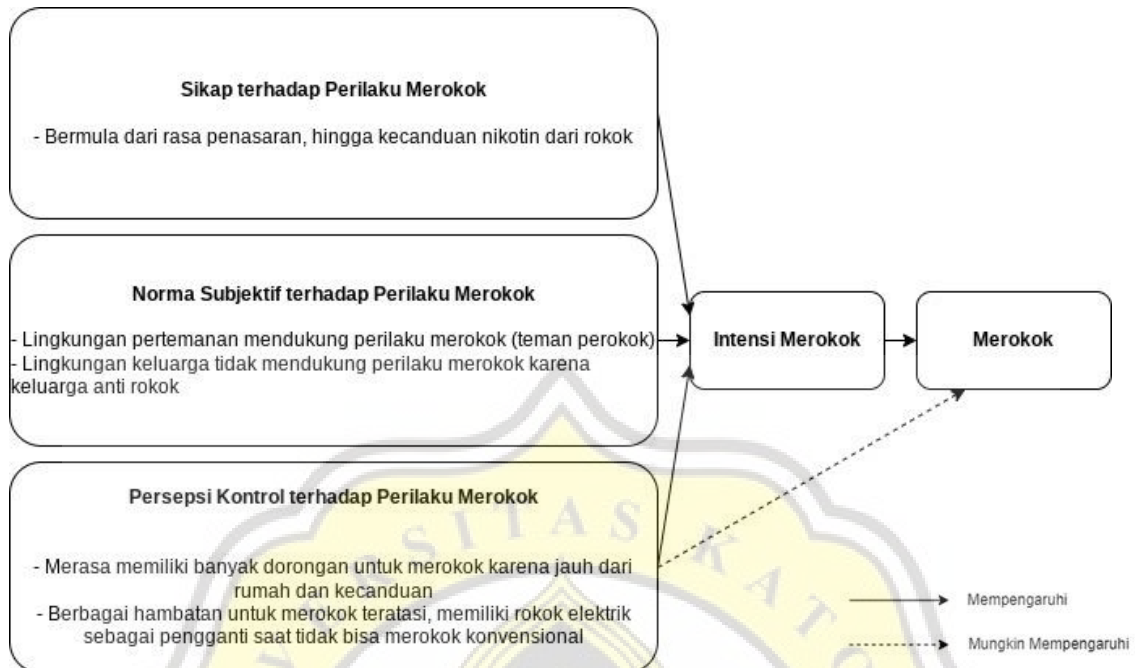 Sikap terhadap Perilaku Merokok
- Bermula dari rasa penasaran, hingga kecanduan nikotin dari rokok
Norma Subjektif terhadap Perilaku Merokok
- Lingkungan pertemanan mendukung perilaku merokok (teman perokok)
- Lingkungan keluarga tidak mendukung perilaku merokok karena
keluarga anti rokok
Persepsi Kontrol terhadap Perilaku Merokok
- Merasa memiliki banyak dorongan untuk merokok karena jauh dari
rumah dan kecanduan
- Berbagai hambatan untuk merokok teratasi, memiliki rokok elektrik
sebagai pengganti saat tidak bisa merokok konvensional
Intensi Merokok
Merokok
Mempengaruhi
Mungkin Mempengaruhi
VERSITAS KATO